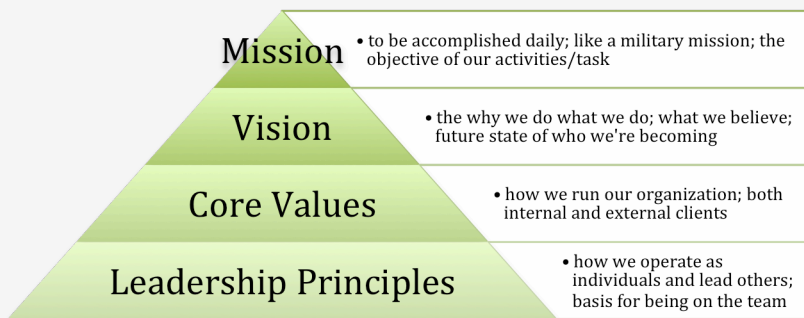 Mission
• to be accomplished daily; like a military mission; the
objective of our activities/task
Vision
• the why we do what we do; what we believe;
future state of who we're becoming
Core Values
• how we run our organization; both
internal and external clients
Leadership Principles
• how we operate as
individuals and lead others;
basis for being on the team